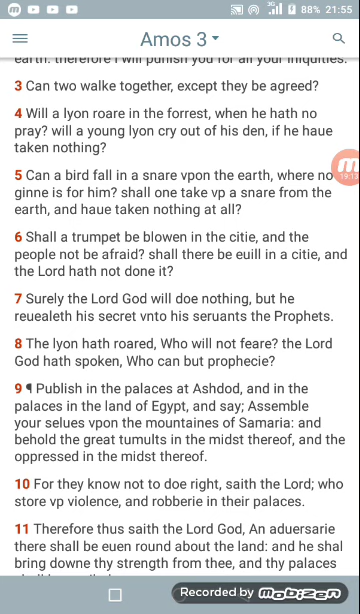 3G 88% 21:55
Amos 3
earth: therefore I will punish you for all your iniquities.
3 Can two walke together, except they be agreed?
4 Will a lyon roare in the forrest, when he hath no
pray? will a young lyon cry out of his den, if he haue
taken nothing?
5 Can a bird fall in a snare vpon the earth, where no
ginne is for him? shall one take vp a snare from the
earth, and haue taken nothing at all?
19:13
6 Shall a trumpet be blowen in the citie, and the
people not be afraid? shall there be euill in a citie, and
the Lord hath not done it?
7 Surely the Lord God will doe nothing, but he
reuealeth his secret vnto his seruants the Prophets.
8 The lyon hath roared, Who will not feare? the Lord
God hath spoken, Who can but prophecie?
9 ¶ Publish in the palaces at Ashdod, and in the
palaces in the land of Egypt, and say; Assemble
your selues vpon the mountaines of Samaria: and
behold the great tumults in the midst thereof, and the
oppressed in the midst thereof.
10 For they know not to doe right, saith the Lord; who
store vp violence, and robberie in their palaces.
11 Therefore thus saith the Lord God, An aduersarie
there shall be euen round about the land: and he shal
bring downe thy strength from thee, and thy palaces
Recorded by Mobizen